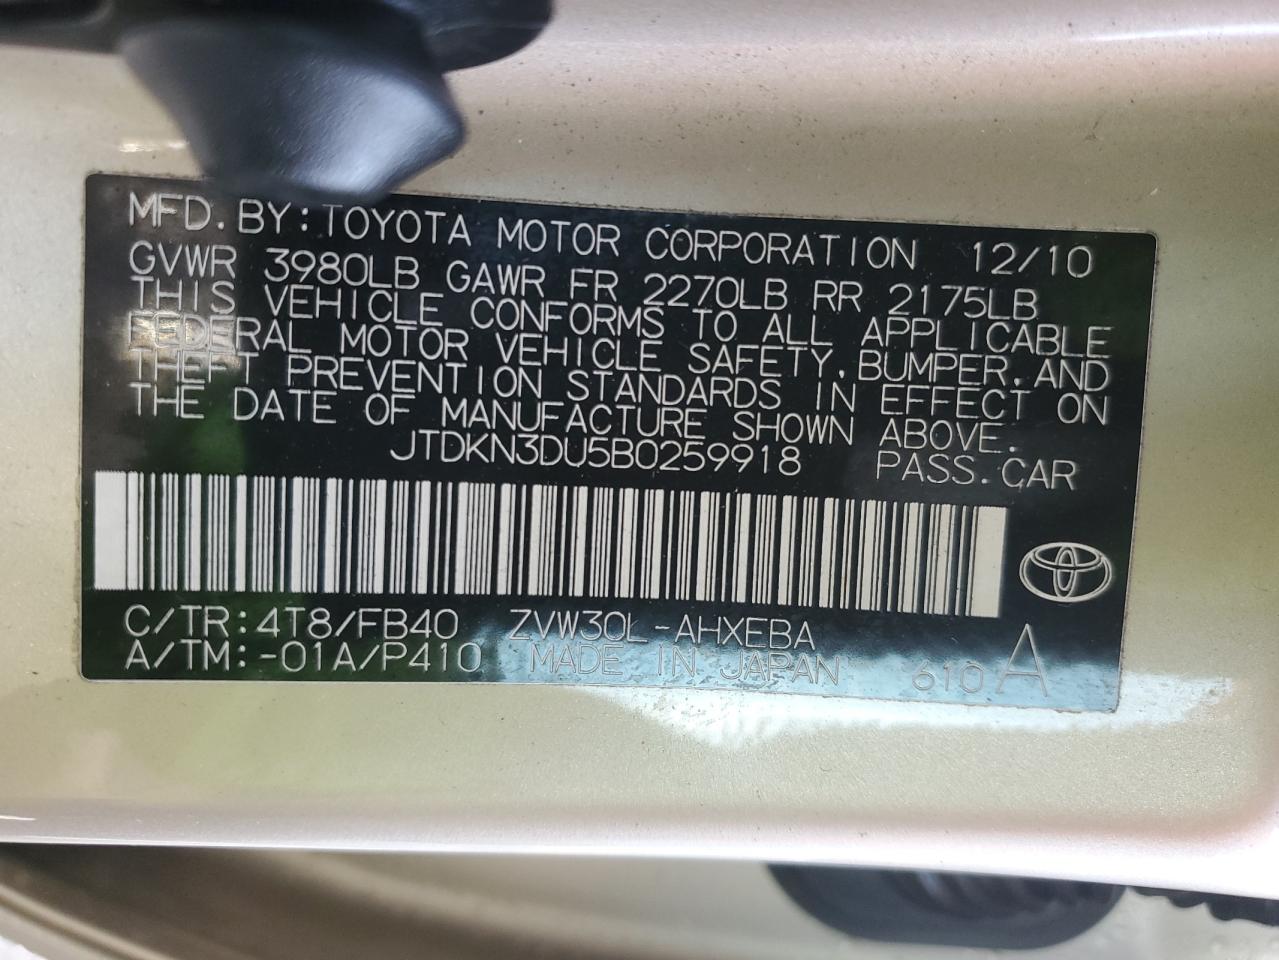 MFD.BY:TOYOTA MOTOR CORPORATION 12/10
GVWR 3980LB GAWR FR 2270LB RR 2175LB
THIS VEHICLE CONFORMS TO ALL APPLICABLE
FEDERAL MOTOR VEHICLE SAFETY,BUMPER,AND
THEFT PREVENTION STANDARDS IN EFFECT ON
THE DATE OF MANUFACTURE SHOWN ABOVE.
JTDKN3DU5B0259918 PASS.CAR
C/TR:4T8/FB40 ZVW30L-AHXEBA
A/TM:-01A/P410 MADE IN JAPAN 610 A